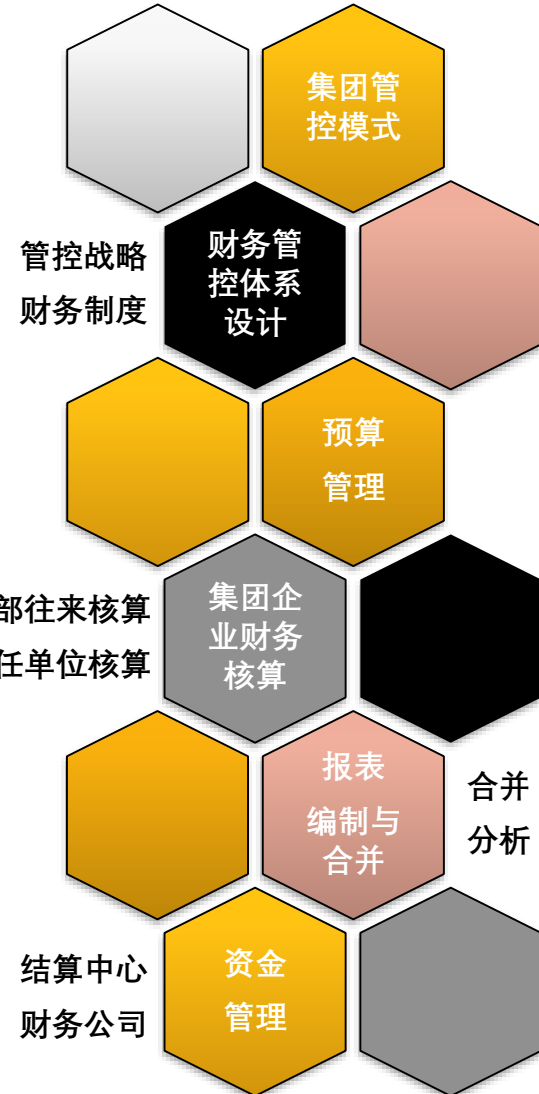 集团管
控模式
管控战略
财务制度
财务管
控体系
设计
预算
管理
部往来核算
任单位核算
集团企
业财务
核算
报表
编制与
合并
合并
分析
结算中心
财务公司
资金
管理